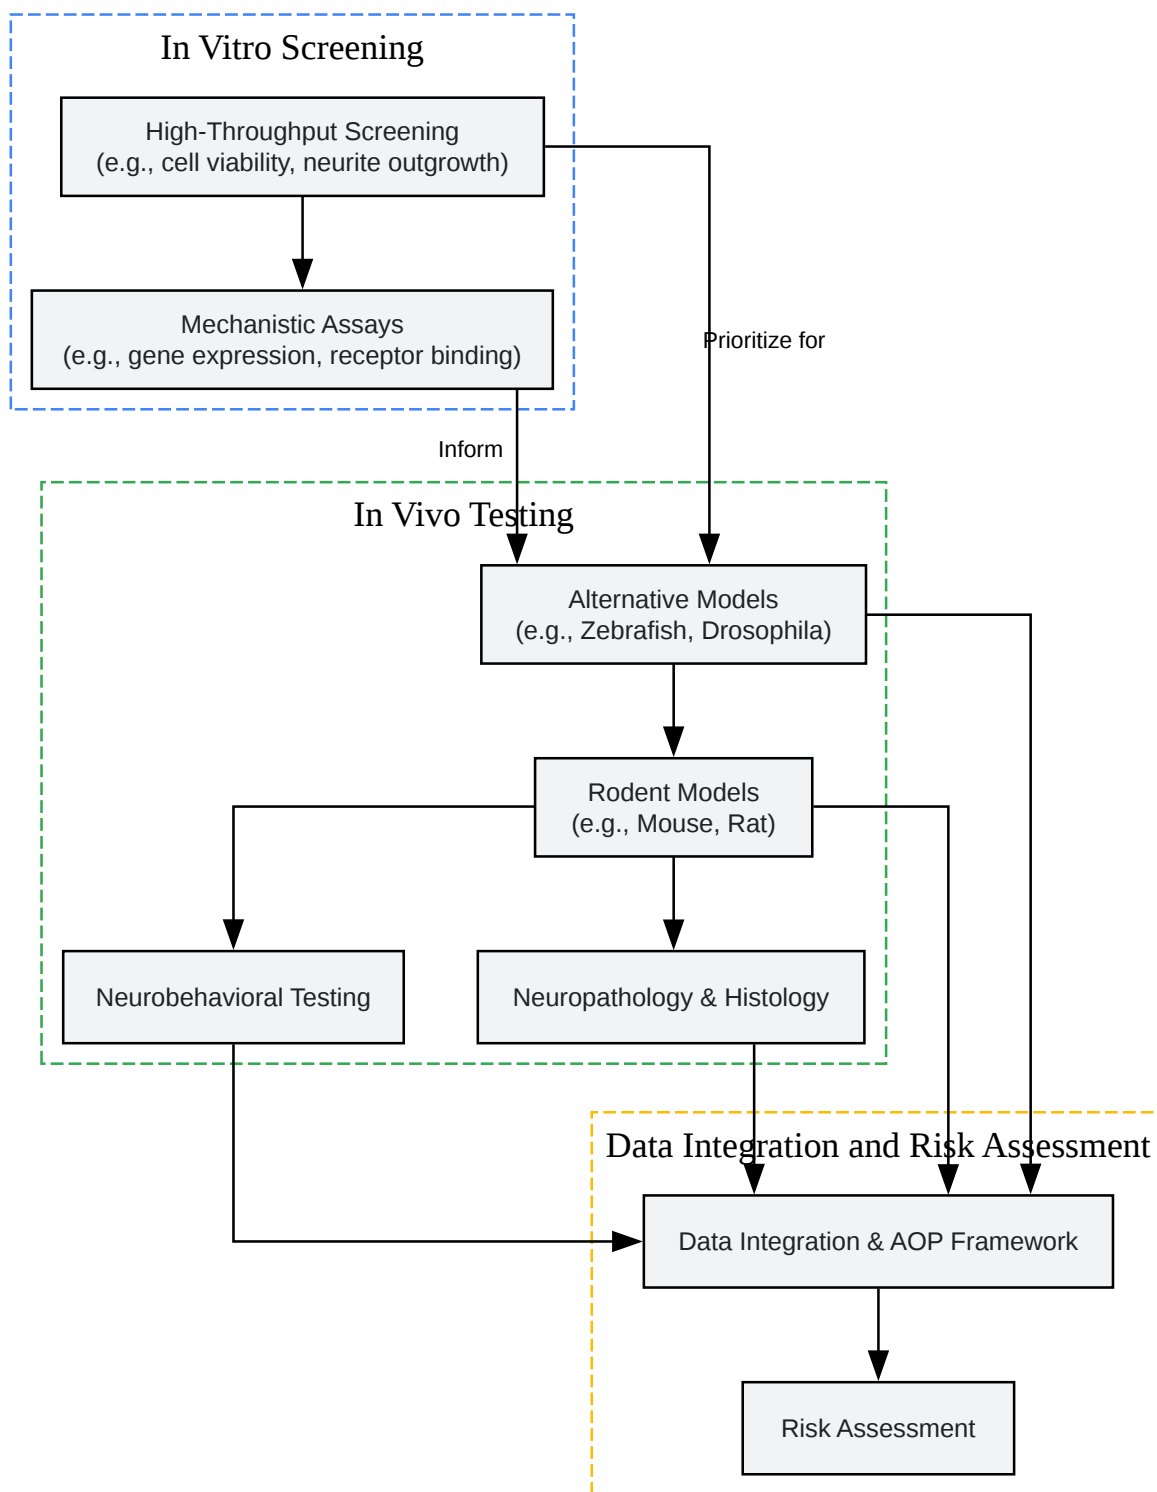 In Vitro Screening
High-Throughput Screening
(e.g., cell viability, neurite outgrowth)
Mechanistic Assays
(e.g., gene expression, receptor binding)
Prioritize for
Inform
In Vivo Testing
Alternative Models
(e.g., Zebrafish, Drosophila)
Rodent Models
(e.g., Mouse, Rat)
Neurobehavioral Testing
Neuropathology & Histology
Data Integration and Risk Assessment
Data Integration & AOP Framework
Risk Assessment